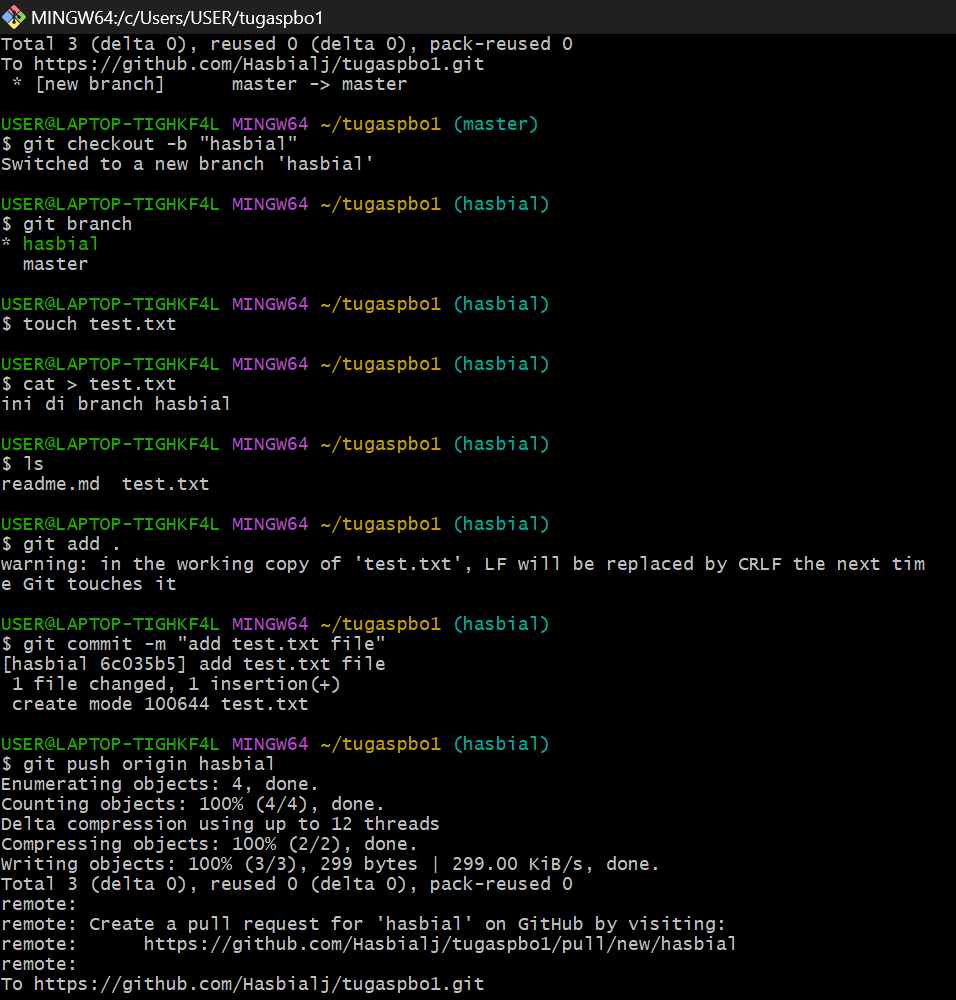 MINGW64:/c/Users/USER/tugaspbo1
Total 3 (delta 0), reused 0 (delta 0), pack-reused 0
To https://github.com/Hasbialj/tugaspbo1.git
 * [new branch]      master -> master

USER@LAPTOP-TIGHKF4L MINGW64 ~/tugaspbo1 (master)
$ git checkout -b "hasbial"
Switched to a new branch 'hasbial'

USER@LAPTOP-TIGHKF4L MINGW64 ~/tugaspbo1 (hasbial)
$ git branch
* hasbial
  master

USER@LAPTOP-TIGHKF4L MINGW64 ~/tugaspbo1 (hasbial)
$ touch test.txt

USER@LAPTOP-TIGHKF4L MINGW64 ~/tugaspbo1 (hasbial)
$ cat > test.txt
ini di branch hasbial

USER@LAPTOP-TIGHKF4L MINGW64 ~/tugaspbo1 (hasbial)
$ ls
readme.md  test.txt

USER@LAPTOP-TIGHKF4L MINGW64 ~/tugaspbo1 (hasbial)
$ git add .
warning: in the working copy of 'test.txt', LF will be replaced by CRLF the next tim
e Git touches it

USER@LAPTOP-TIGHKF4L MINGW64 ~/tugaspbo1 (hasbial)
$ git commit -m "add test.txt file"
[hasbial 6c035b5] add test.txt file
 1 file changed, 1 insertion(+)
 create mode 100644 test.txt

USER@LAPTOP-TIGHKF4L MINGW64 ~/tugaspbo1 (hasbial)
$ git push origin hasbial
Enumerating objects: 4, done.
Counting objects: 100% (4/4), done.
Delta compression using up to 12 threads
Compressing objects: 100% (2/2), done.
Writing objects: 100% (3/3), 299 bytes | 299.00 KiB/s, done.
Total 3 (delta 0), reused 0 (delta 0), pack-reused 0
remote:
remote: Create a pull request for 'hasbial' on GitHub by visiting:
remote:      https://github.com/Hasbialj/tugaspbo1/pull/new/hasbial
remote:
To https://github.com/Hasbialj/tugaspbo1.git